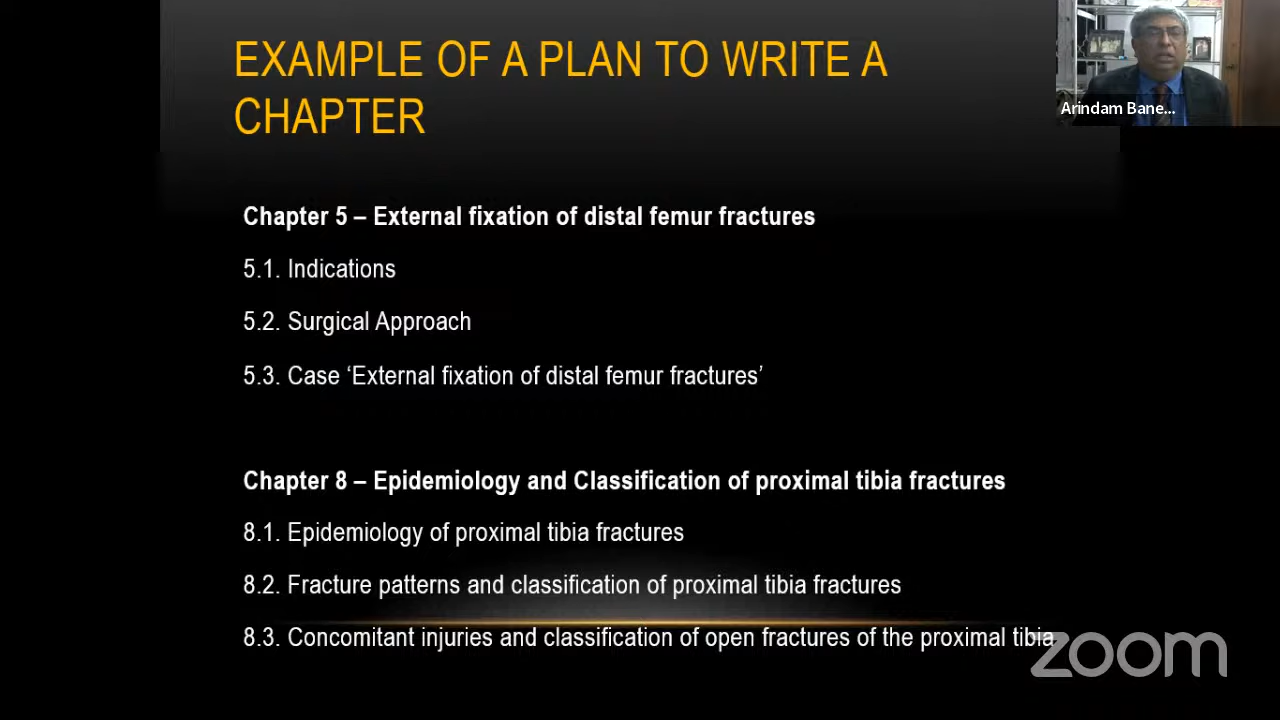 EXAMPLE OF A PLAN TO WRITE A
CHAPTER
Arindam Bane...
Chapter 5 – External fixation of distal femur fractures
5.1. Indications
5.2. Surgical Approach
5.3. Case ‘External fixation of distal femur fractures’
Chapter 8 – Epidemiology and Classification of proximal tibia fractures
8.1. Epidemiology of proximal tibia fractures
8.2. Fracture patterns and classification of proximal tibia fractures
8.3. Concomitant injuries and classification of open fractures of the proximal tibia
zoom